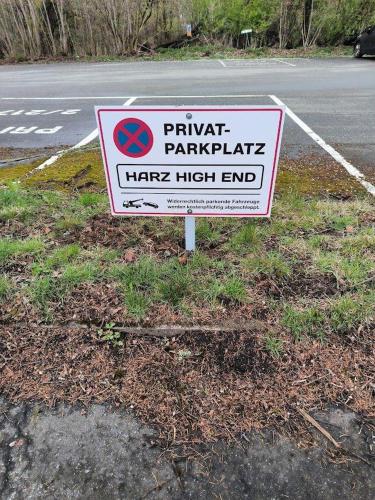 PRIVAT-
PARKPLATZ
HARZ HIGH END
Widerrechtlich parkende Fahrzeuge
werden kostenpflichtig abgeschleppt.